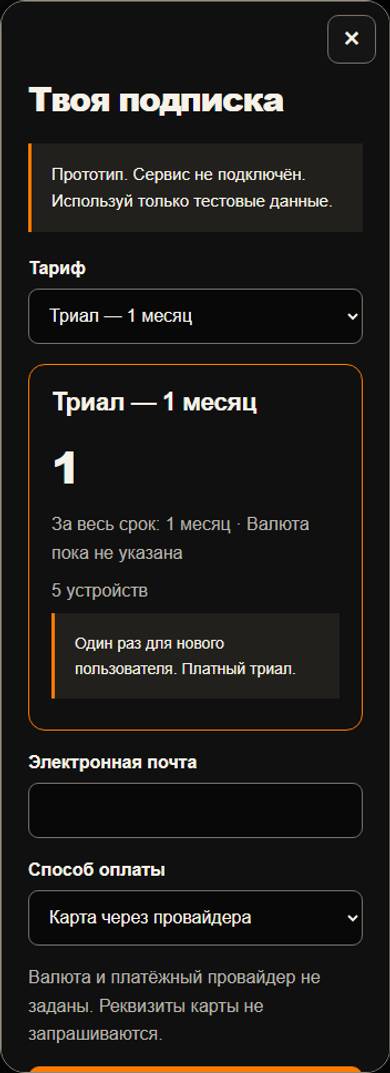 ×
Твоя подписка
Прототип. Сервис не подключён.
Используй только тестовые данные.
Тариф
Триал — 1 месяц
Триал — 1 месяц
1
За весь срок: 1 месяц · Валюта
пока не указана
5 устройств
Один раз для нового
пользователя. Платный триал.
Электронная почта
Способ оплаты
Карта через провайдера
Валюта и платёжный провайдер не
заданы. Реквизиты карты не
запрашиваются.